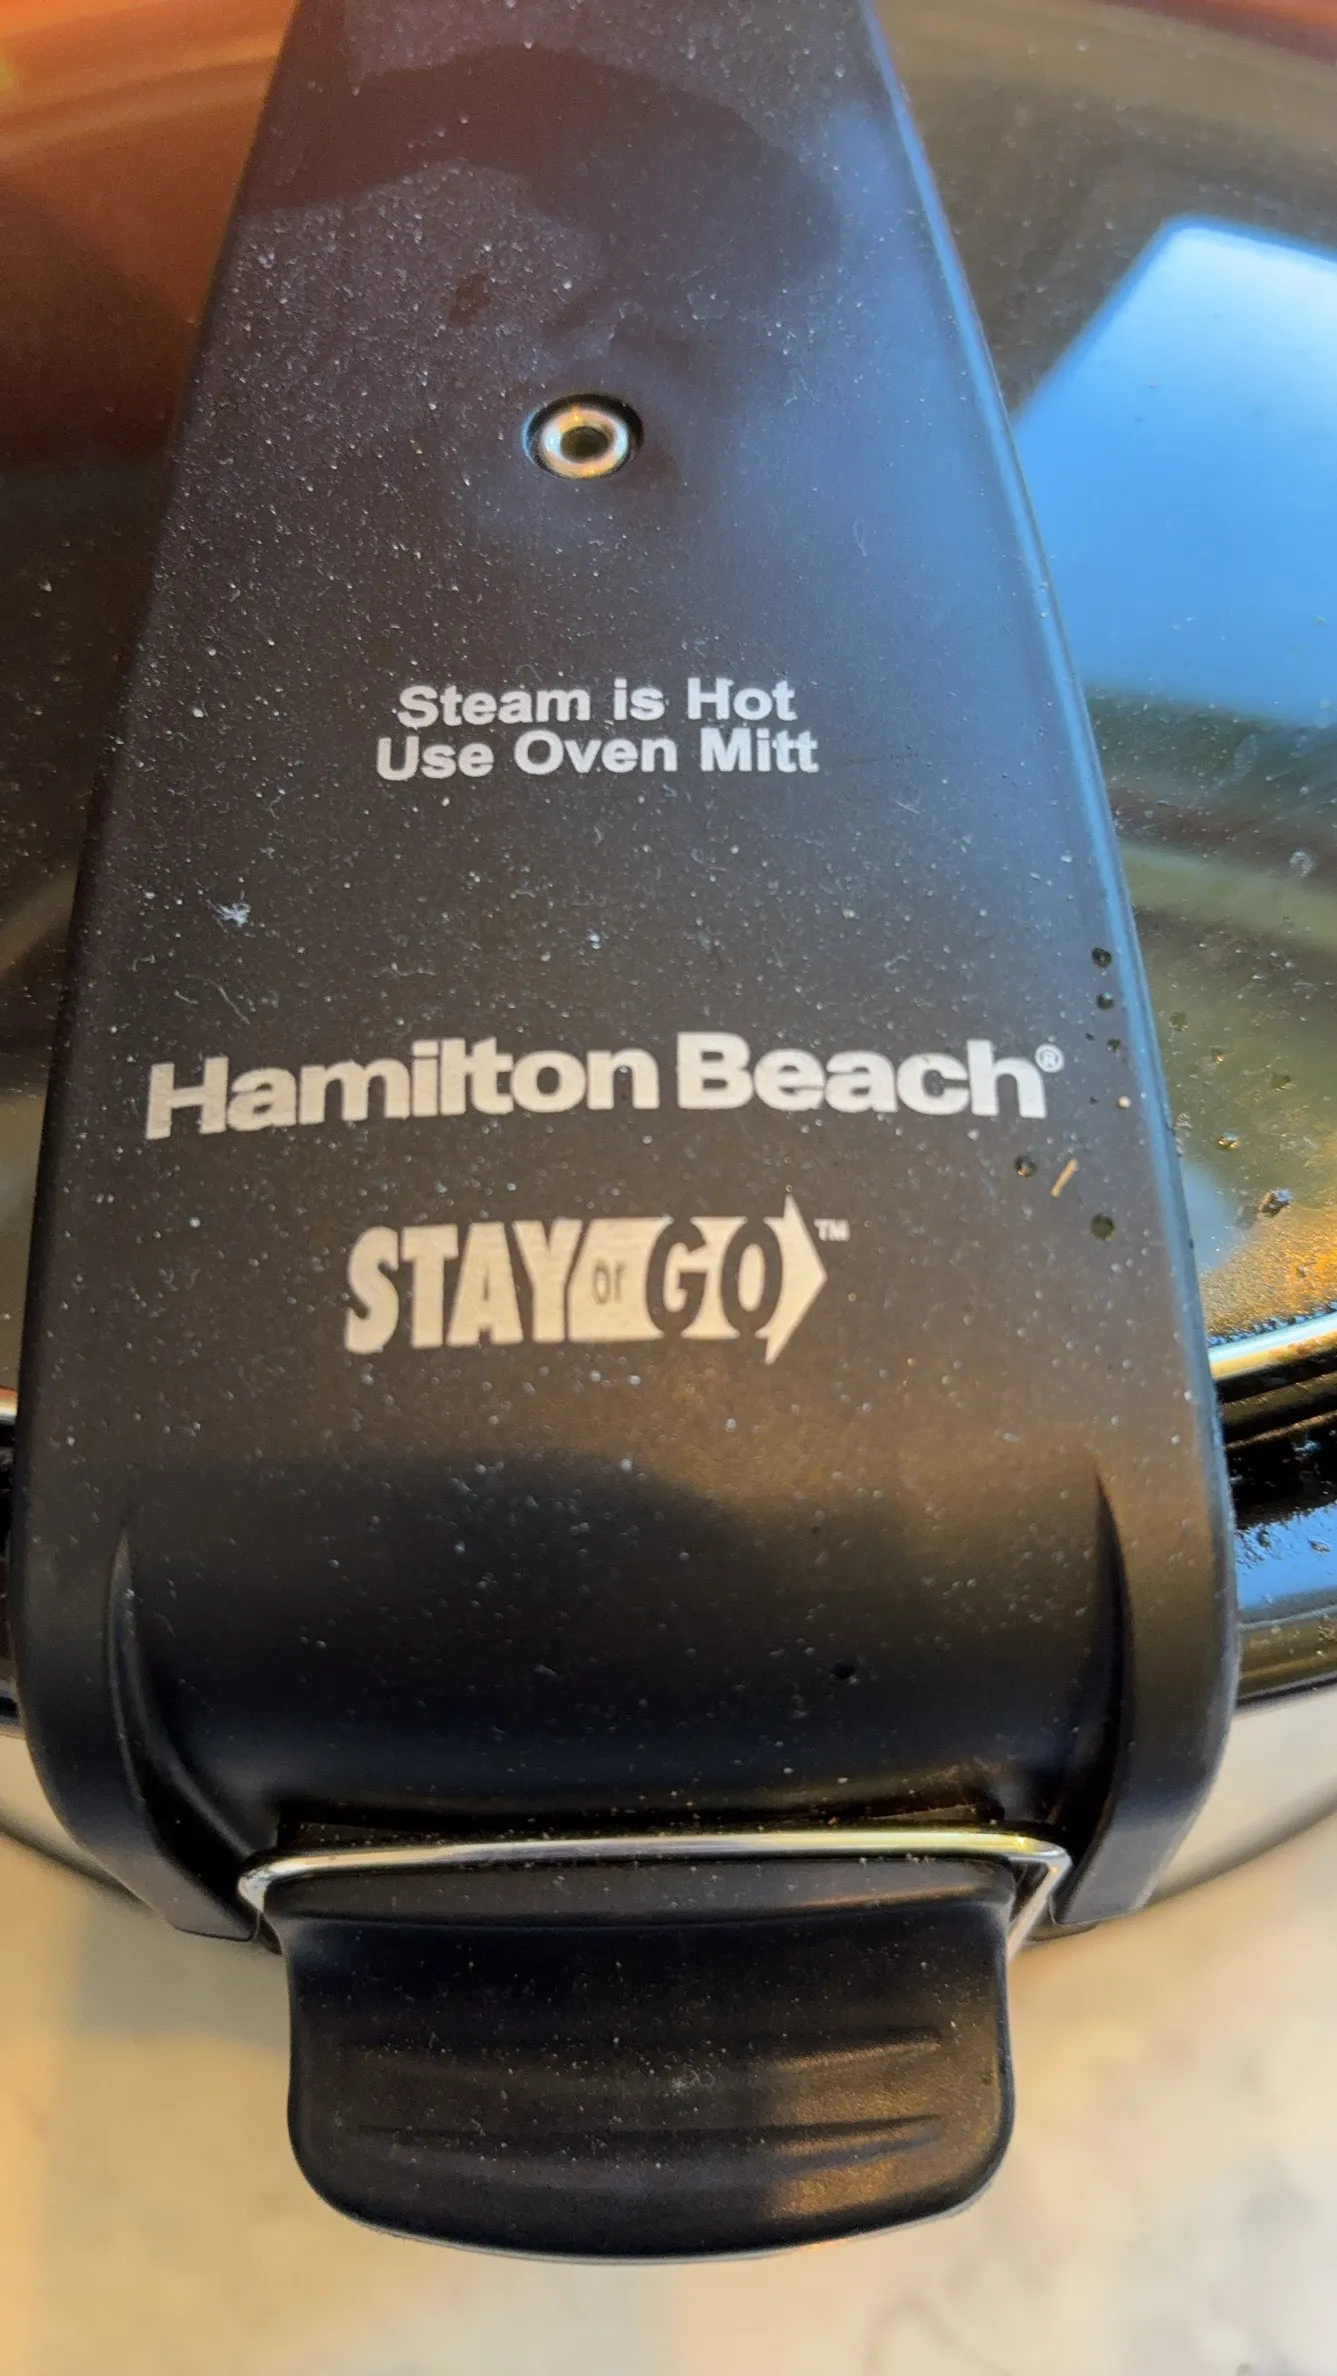 Steam is Hot
Use Oven Mitt
Hamilton Beach®
STAY or GO™